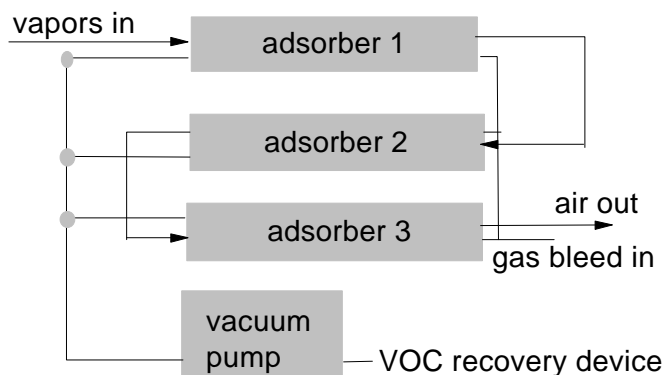 vapors in
adsorber 1
adsorber 2
adsorber 3
air out
gas bleed in
vacuum
pump
VOC recovery device